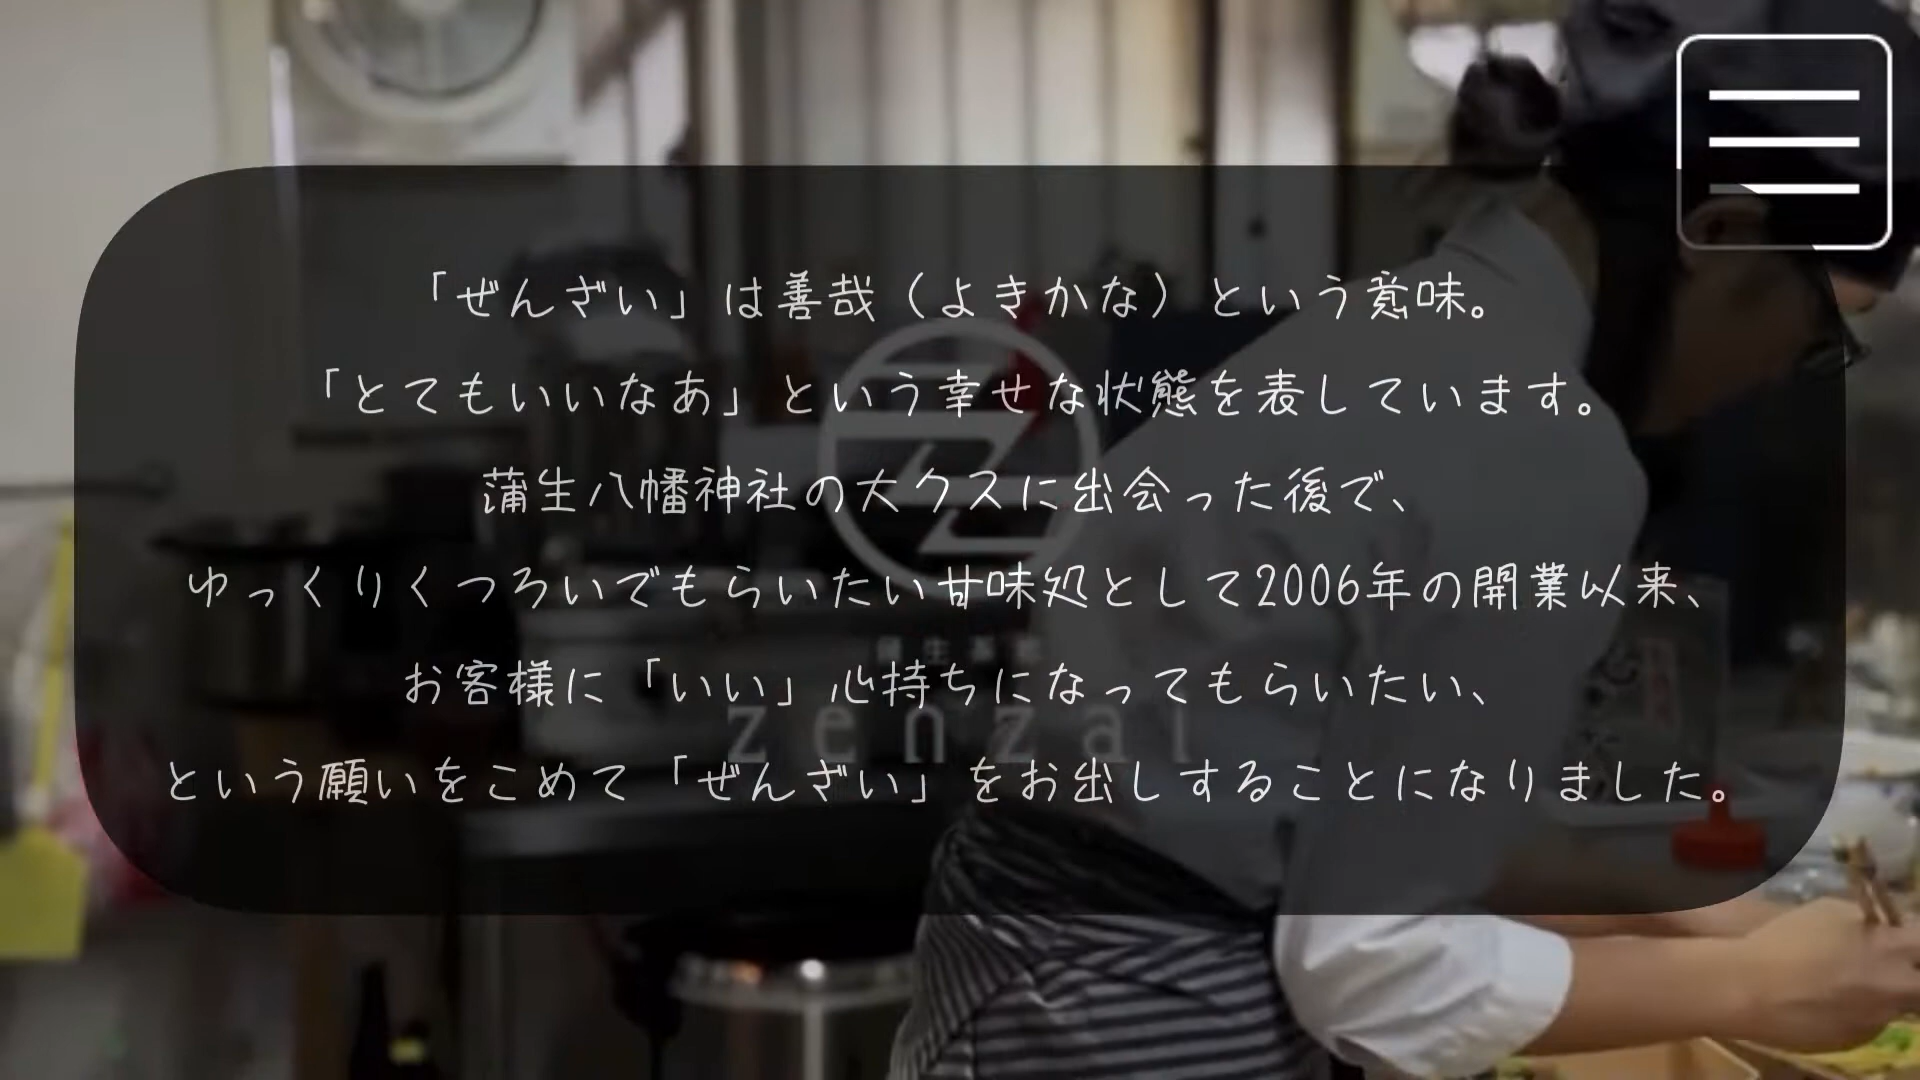 「ぜんざい」は善哉（よきかな）という意味。
「とてもいいなあ」という幸せな状態を表しています。
蒲生八幡神社の大クスに出会った後で、
ゆっくりくつろいでもらいたい甘味処として2006年の開業以来、
お客様に「いい」心持ちになってもらいたい、
という願いをこめて「ぜんざい」をお出しすることになりました。
zenzai